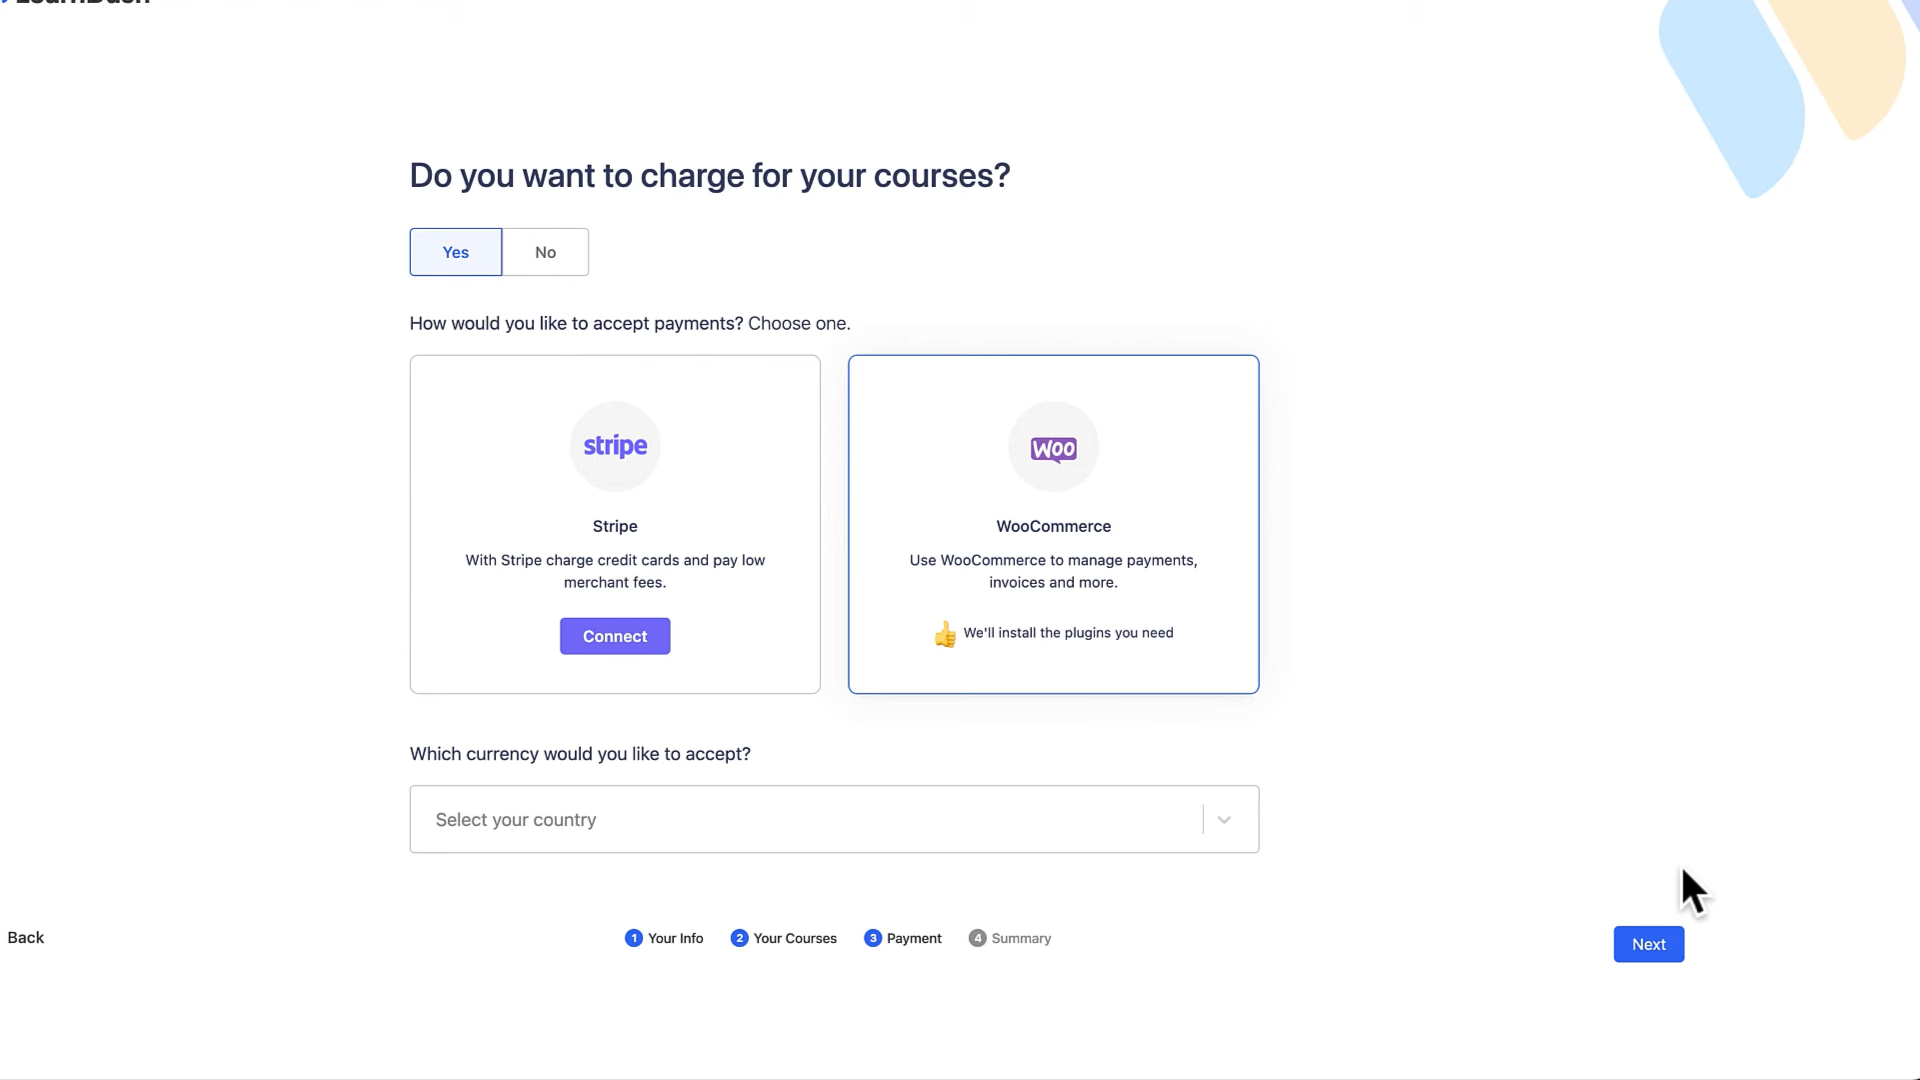 Do you want to charge for your courses?
Yes
No
How would you like to accept payments? Choose one.
stripe
Stripe
With Stripe charge credit cards and pay low
merchant fees.
Connect
Woo
WooCommerce
Use WooCommerce to manage payments,
invoices and more.
We'll install the plugins you need
Which currency would you like to accept?
Select your country
Back
1 Your Info
2 Your Courses
3 Payment
4 Summary
Next